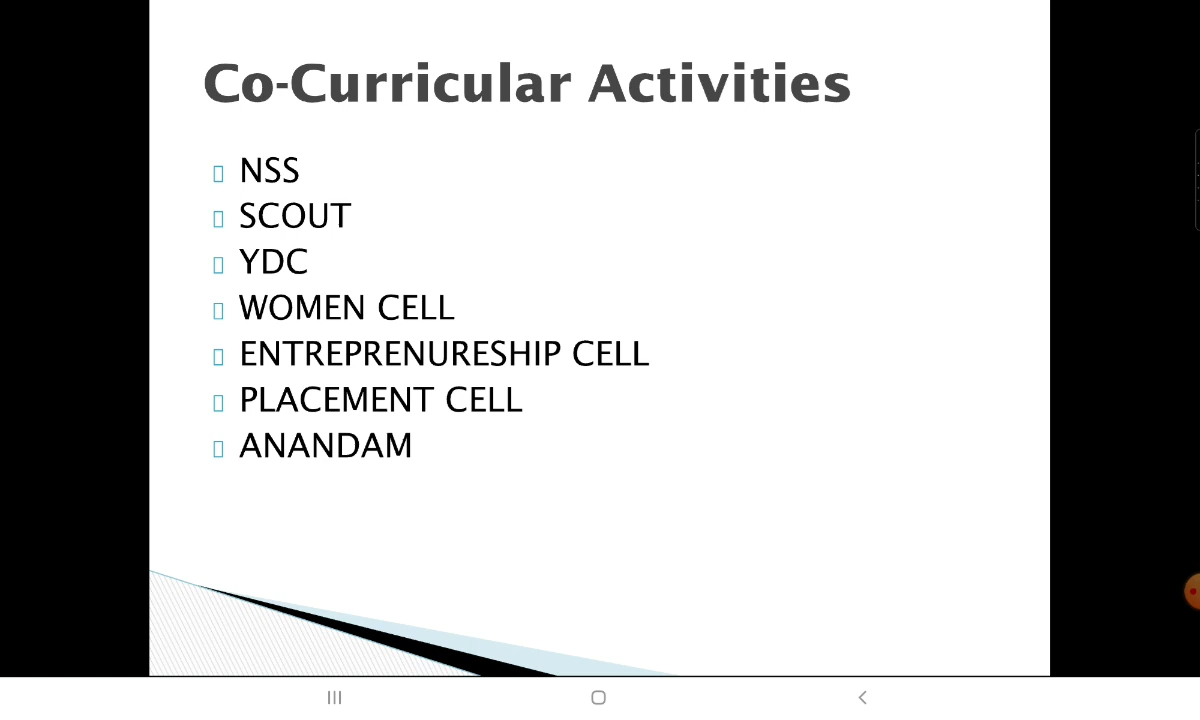 Co-Curricular Activities
NSS
SCOUT
YDC
WOMEN CELL
ENTREPRENURESHIP CELL
PLACEMENT CELL
ANANDAM